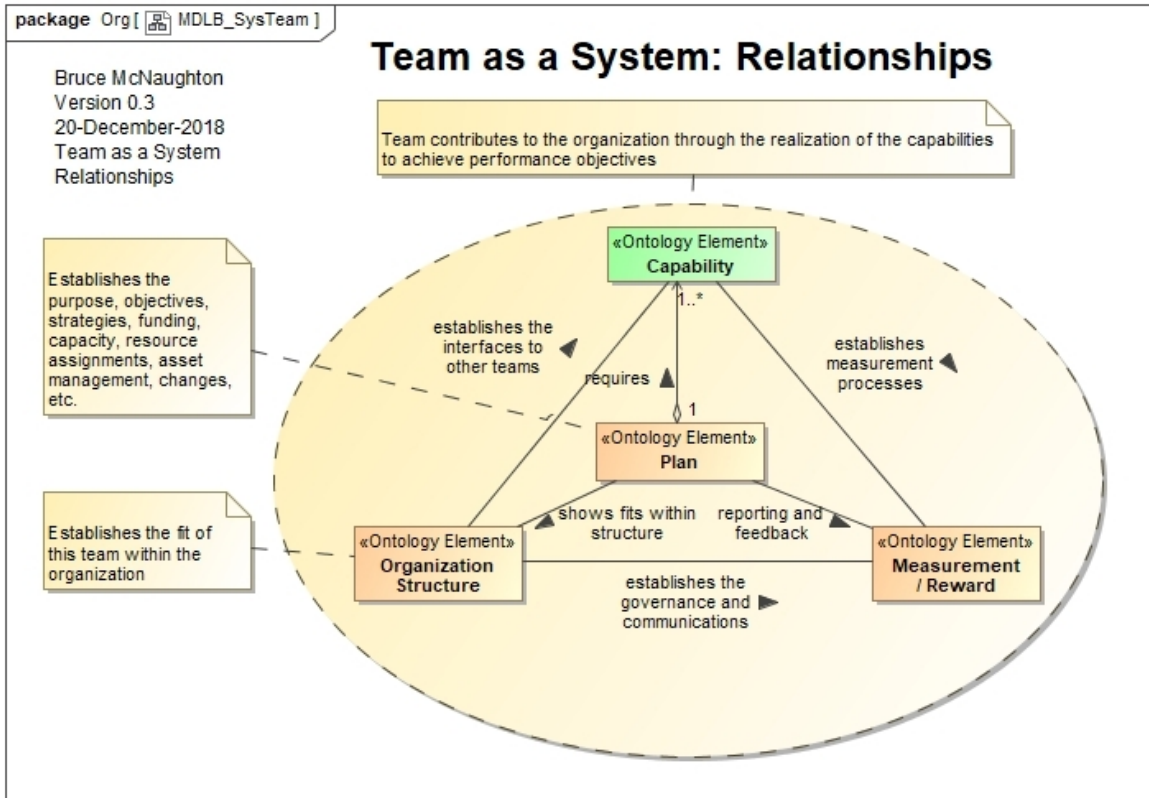 package Org [ MDLB_SysTeam ]
Team as a System: Relationships
Bruce McNaughton
Version 0.3
20-December-2018
Team as a System
Relationships
Team contributes to the organization through the realization of the capabilities
to achieve performance objectives
«Ontology Element»
Capability
1..*
Establishes the
purpose, objectives,
strategies, funding,
capacity, resource
assignments, asset
management, changes,
etc.
establishes the
interfaces to
other teams
requires
establishes
measurement
processes
1
«Ontology Element»
Plan
shows fits within
structure
reporting and
feedback
Establishes the fit of
this team within the
organization
«Ontology Element»
Organization
Structure
«Ontology Element»
Measurement
/ Reward
establishes the
governance and
communications